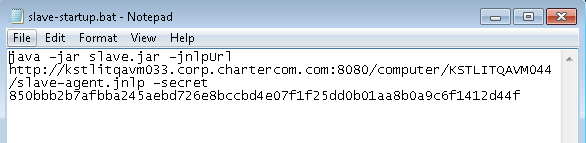 slave-startup.bat - Notepad
File Edit Format View Help
java -jar slave.jar -jnlpUrl
http://kstlitqavm033.corp.chartercom.com:8080/computer/KSTLITQAVM044
/slave-agent.jnlp -secret
850bbb2b7afbba245aebd726e8bccbd4e07f1f25dd0b01aa8b0a9c6f1412d44f